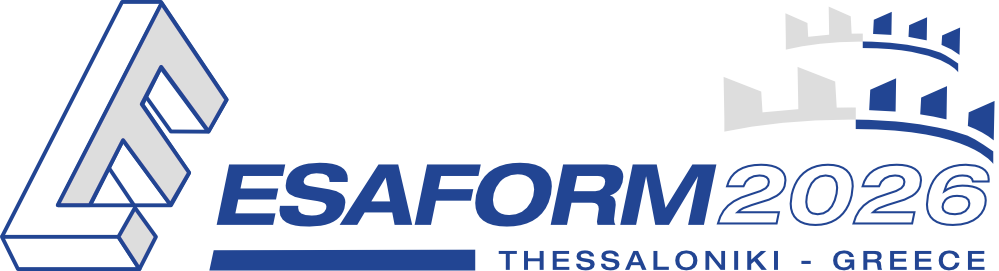 ESAFORM2026
THESSALONIKI - GREECE